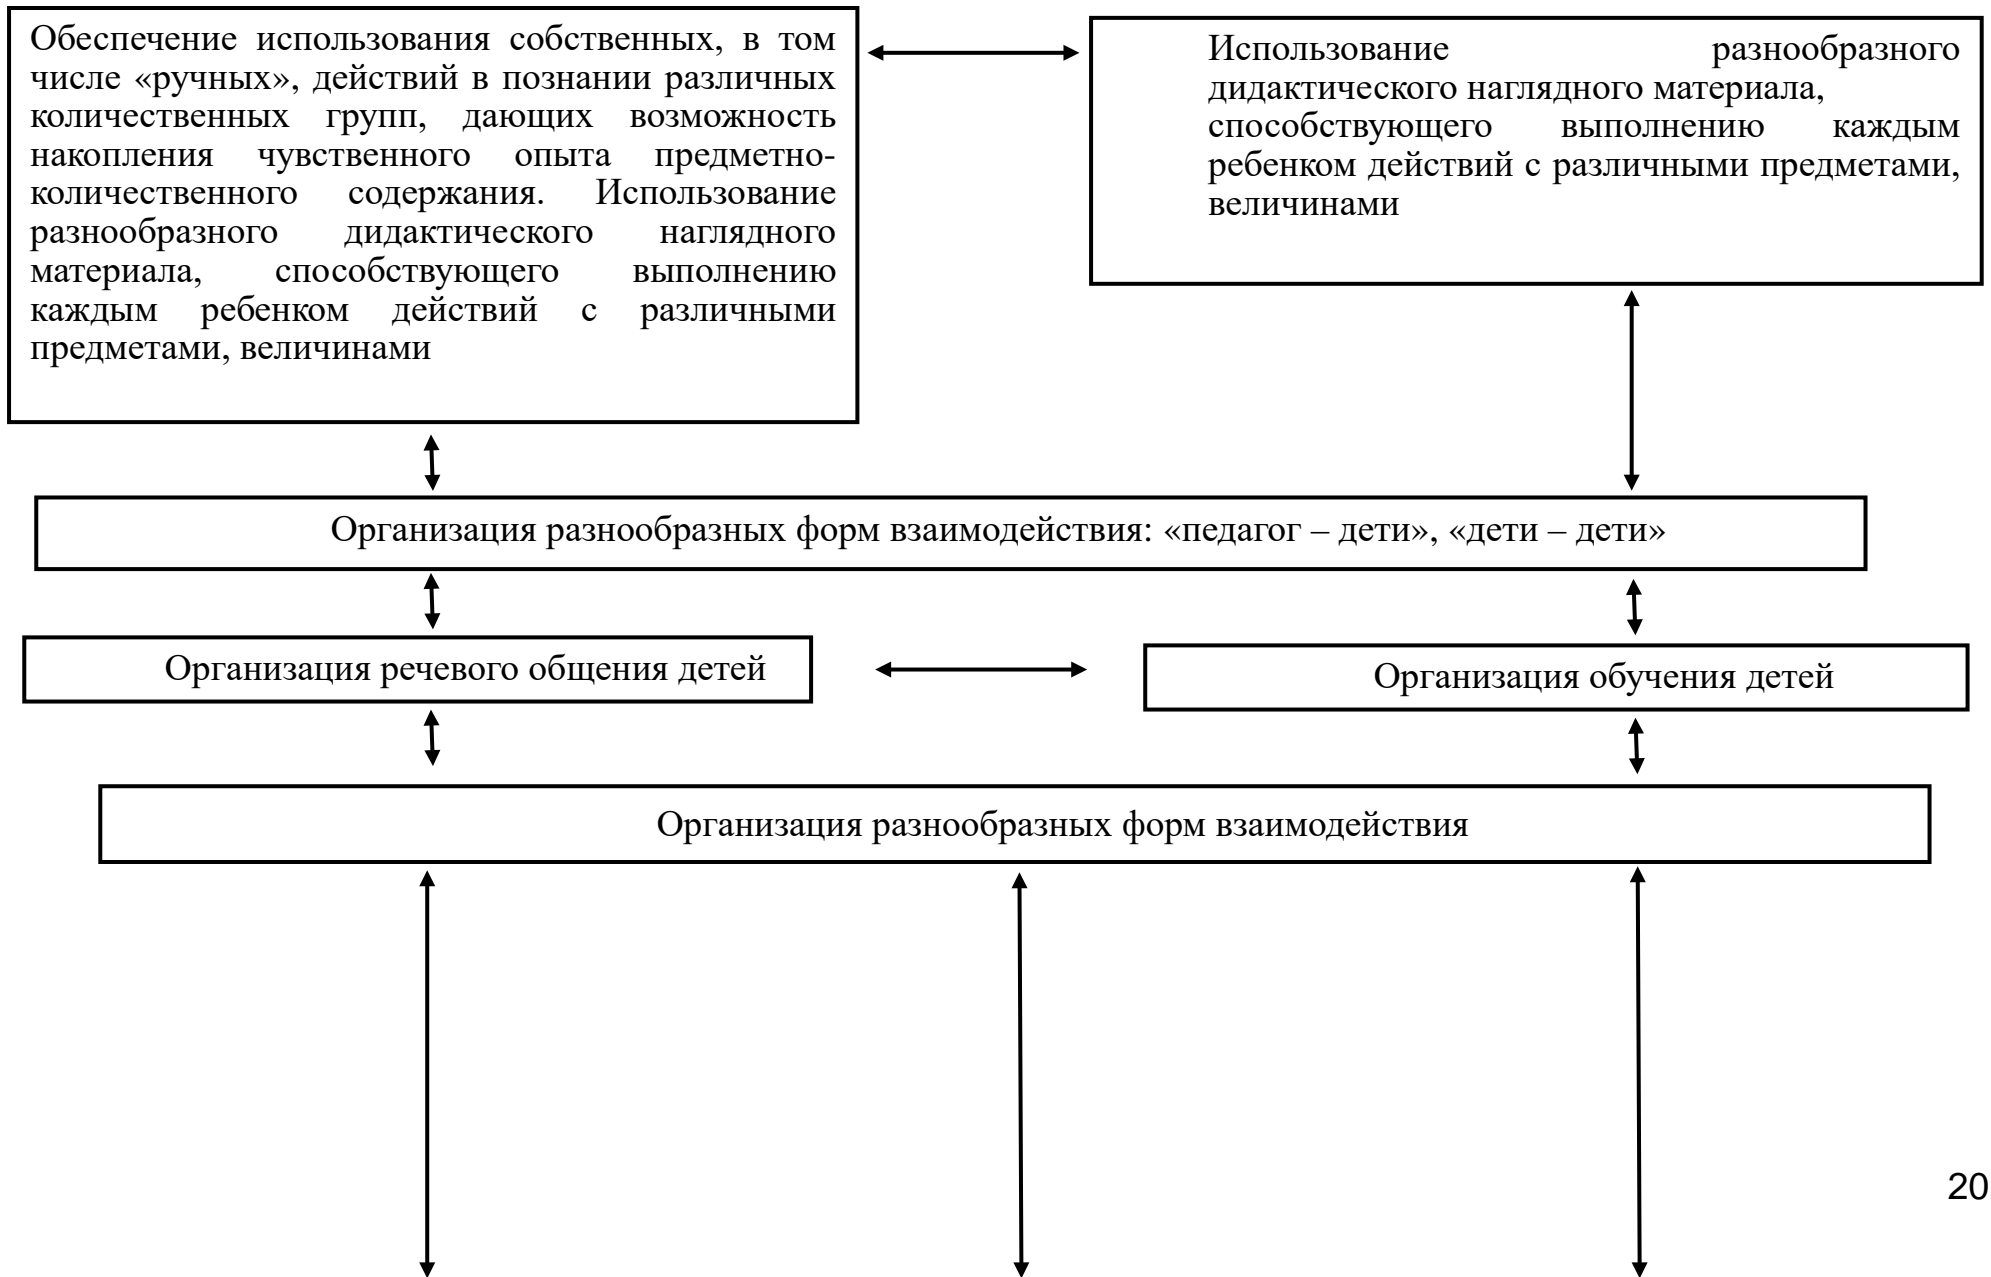 Обеспечение использования собственных, в том
числе «ручных», действий в познании различных
количественных групп, дающих возможность
накопления чувственного опыта предметно-
количественного содержания. Использование
разнообразного дидактического наглядного
материала, способствующего выполнению
каждым ребенком действий с различными
предметами, величинами
Использование разнообразного
дидактического наглядного материала,
способствующего выполнению каждым
ребенком действий с различными предметами,
величинами
Организация разнообразных форм взаимодействия: «педагог – дети», «дети – дети»
Организация речевого общения детей
Организация обучения детей
Организация разнообразных форм взаимодействия
20